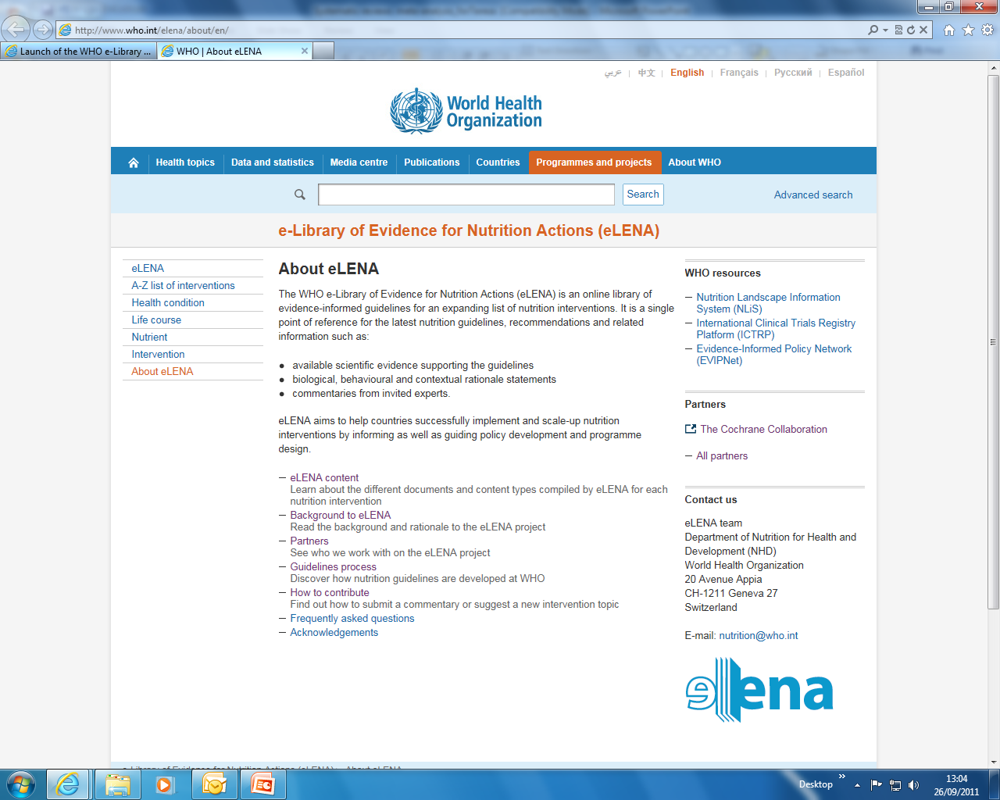 http://www.who.int/elena/about/en/
Launch of the WHO e-Library ...
WHO | About eLENA
عربي
中文
English
Français
Русский
Español
World Health
Organization
Health topics
Data and statistics
Media centre
Publications
Countries
Programmes and projects
About WHO
Search
Advanced search
e-Library of Evidence for Nutrition Actions (eLENA)
eLENA
A-Z list of interventions
Health condition
Life course
Nutrient
Intervention
About eLENA
About eLENA
The WHO e-Library of Evidence for Nutrition Actions (eLENA) is an online library of
evidence-informed guidelines for an expanding list of nutrition interventions. It is a single
point of reference for the latest nutrition guidelines, recommendations and related
information such as:
● available scientific evidence supporting the guidelines
● biological, behavioural and contextual rationale statements
● commentaries from invited experts.
eLENA aims to help countries successfully implement and scale-up nutrition
interventions by informing as well as guiding policy development and programme
design.
– eLENA content
Learn about the different documents and content types compiled by eLENA for each
nutrition intervention
– Background to eLENA
Read the background and rationale to the eLENA project
– Partners
See who we work with on the eLENA project
– Guidelines process
Discover how nutrition guidelines are developed at WHO
– How to contribute
Find out how to submit a commentary or suggest a new intervention topic
– Frequently asked questions
– Acknowledgements
WHO resources
– Nutrition Landscape Information
System (NLiS)
– International Clinical Trials Registry
Platform (ICTRP)
– Evidence-Informed Policy Network
(EVIPNet)
Partners
The Cochrane Collaboration
– All partners
Contact us
eLENA team
Department of Nutrition for Health and
Development (NHD)
World Health Organization
20 Avenue Appia
CH-1211 Geneva 27
Switzerland
E-mail: nutrition@who.int
elena
Desktop
13:04
26/09/2011